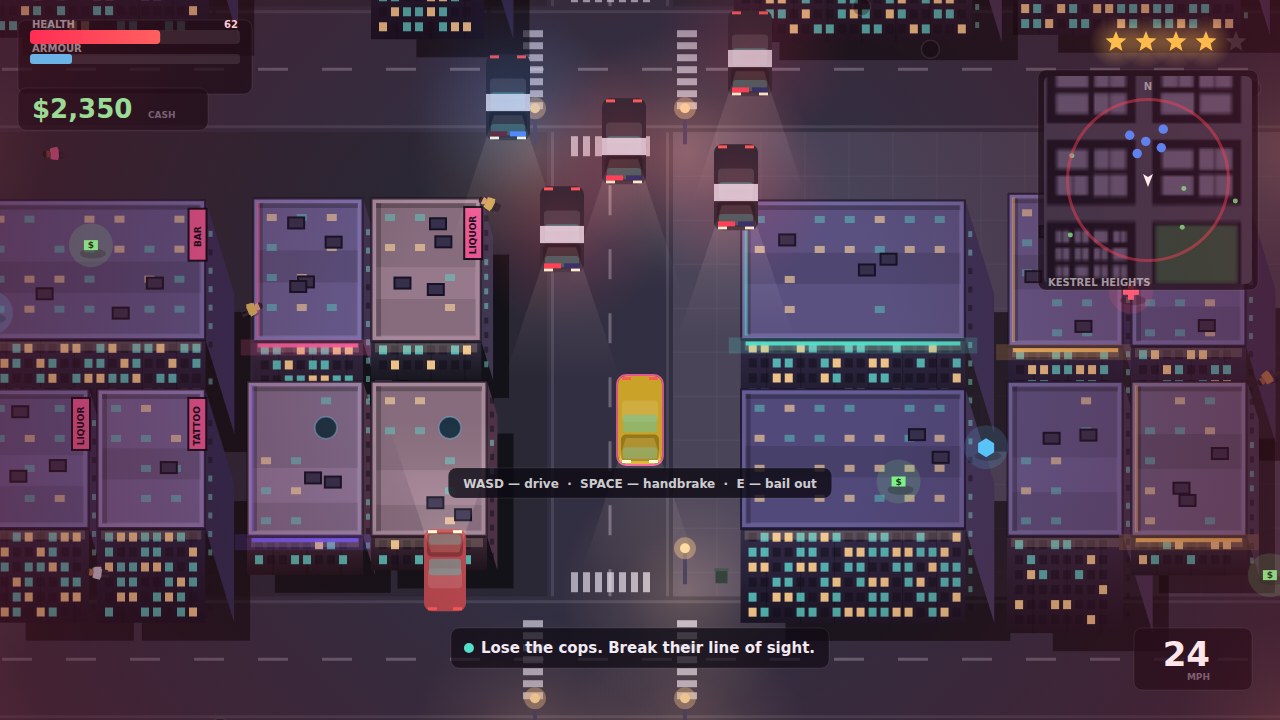 HEALTH 62
ARMOUR
$2,350 CASH
N
KESTREL HEIGHTS
BAR
LIQUOR
$
LIQUOR
TATTOO
$
WASD — drive · SPACE — handbrake · E — bail out
$
Lose the cops. Break their line of sight.
24
MPH